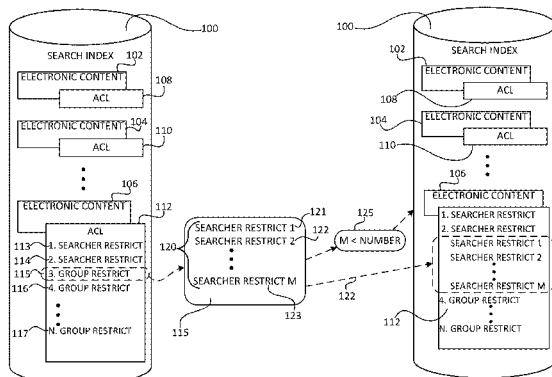 100
SEARCH INDEX
102
ELECTRONIC CONTENT
ACL
108
104
ELECTRONIC CONTENT
ACL
110
106
ELECTRONIC CONTENT
112
ACL
113
1. SEARCHER RESTRICT
114
2. SEARCHER RESTRICT
115
3. GROUP RESTRICT
116
4. GROUP RESTRICT
117
N. GROUP RESTRICT
120
SEARCHER RESTRICT 1
121
SEARCHER RESTRICT 2
122
SEARCHER RESTRICT M
115
123
125
M < NUMBER
122
100
SEARCH INDEX
102
ELECTRONIC CONTENT
ACL
108
104
ELECTRONIC CONTENT
ACL
110
106
ELECTRONIC CONTENT
1. SEARCHER RESTRICT
2. SEARCHER RESTRICT
SEARCHER RESTRICT 1
SEARCHER RESTRICT 2
SEARCHER RESTRICT M
4. GROUP RESTRICT
112
N. GROUP RESTRICT